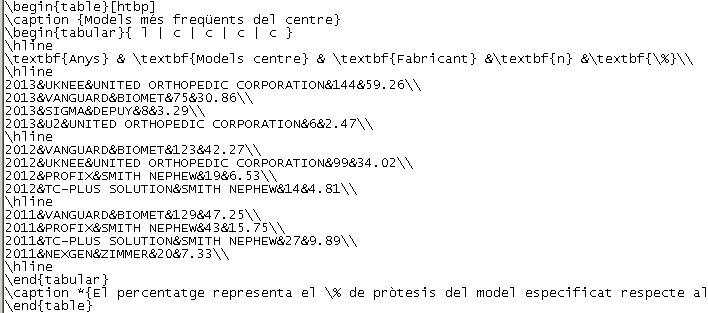 \begin{table}[htbp]
\caption {Models més freqüents del centre}
\begin{tabular}{ l | c | c | c | c }
\hline
\textbf{Anys} & \textbf{Models centre} & \textbf{Fabricant} &\textbf{n} &\textbf{\%}\\
\hline
2013&UKNEE&UNITED ORTHOPEDIC CORPORATION&144&59.26\\
2013&VANGUARD&BIOMET&75&30.86\\
2013&SIGMA&DEPUY&8&3.29\\
2013&U2&UNITED ORTHOPEDIC CORPORATION&6&2.47\\
\hline
2012&VANGUARD&BIOMET&123&42.27\\
2012&UKNEE&UNITED ORTHOPEDIC CORPORATION&99&34.02\\
2012&PROFIX&SMITH NEPHEW&19&6.53\\
2012&TC-PLUS SOLUTION&SMITH NEPHEW&14&4.81\\
\hline
2011&VANGUARD&BIOMET&129&47.25\\
2011&PROFIX&SMITH NEPHEW&43&15.75\\
2011&TC-PLUS SOLUTION&SMITH NEPHEW&27&9.89\\
2011&NEXGEN&ZIMMER&20&7.33\\
\hline
\end{tabular}
\caption *{El percentatge representa el \% de pròtesis del model especificat respecte al
\end{table}